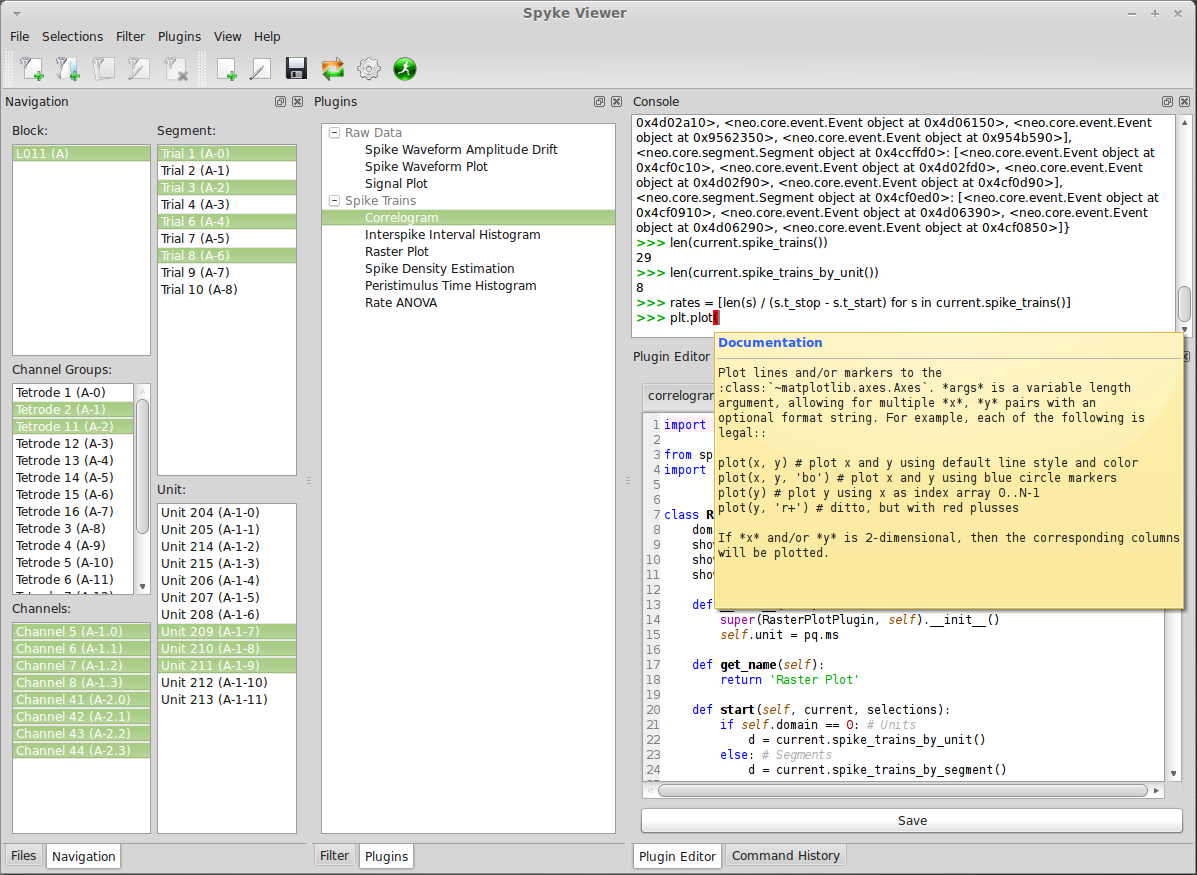 Spyke Viewer
File Selections Filter Plugins View Help
Navigation
Block:
L011 (A)
Segment:
Trial 1 (A-0)
Trial 2 (A-1)
Trial 3 (A-2)
Trial 4 (A-3)
Trial 6 (A-4)
Trial 7 (A-5)
Trial 8 (A-6)
Trial 9 (A-7)
Trial 10 (A-8)
Channel Groups:
Tetrode 1 (A-0)
Tetrode 2 (A-1)
Tetrode 11 (A-2)
Tetrode 12 (A-3)
Tetrode 13 (A-4)
Tetrode 14 (A-5)
Tetrode 15 (A-6)
Tetrode 16 (A-7)
Tetrode 3 (A-8)
Tetrode 4 (A-9)
Tetrode 5 (A-10)
Tetrode 6 (A-11)
Channels:
Channel 5 (A-1.0)
Channel 6 (A-1.1)
Channel 7 (A-1.2)
Channel 8 (A-1.3)
Channel 41 (A-2.0)
Channel 42 (A-2.1)
Channel 43 (A-2.2)
Channel 44 (A-2.3)
Unit:
Unit 204 (A-1-0)
Unit 205 (A-1-1)
Unit 214 (A-1-2)
Unit 215 (A-1-3)
Unit 206 (A-1-4)
Unit 207 (A-1-5)
Unit 208 (A-1-6)
Unit 209 (A-1-7)
Unit 210 (A-1-8)
Unit 211 (A-1-9)
Unit 212 (A-1-10)
Unit 213 (A-1-11)
Files Navigation
Plugins
Raw Data
Spike Waveform Amplitude Drift
Spike Waveform Plot
Signal Plot
Spike Trains
Correlogram
Interspike Interval Histogram
Raster Plot
Spike Density Estimation
Peristimulus Time Histogram
Rate ANOVA
Filter Plugins
Console
0x4d02a10>, <neo.core.event.Event object at 0x4d06150>, <neo.core.event.Event
object at 0x9562350>, <neo.core.event.Event object at 0x954b590>],
<neo.core.segment.Segment object at 0x4ccffd0>: [<neo.core.event.Event object at
0x4cf0c10>, <neo.core.event.Event object at 0x4d02fd0>, <neo.core.event.Event
object at 0x4d02f90>, <neo.core.event.Event object at 0x4cf0d90>],
<neo.core.segment.Segment object at 0x4cf0ed0>: [<neo.core.event.Event object at
0x4cf0910>, <neo.core.event.Event object at 0x4d06390>, <neo.core.event.Event
object at 0x4d06290>, <neo.core.event.Event object at 0x4cf0850>]}
>>> len(current.spike_trains())
29
>>> len(current.spike_trains_by_unit())
8
>>> rates = [len(s) / (s.t_stop - s.t_start) for s in current.spike_trains()]
>>> plt.plot(
Documentation
Plot lines and/or markers to the
:class:`~matplotlib.axes.Axes`. *args* is a variable length
argument, allowing for multiple *x*, *y* pairs with an
optional format string. For example, each of the following is
legal::
plot(x, y) # plot x and y using default line style and color
plot(x, y, 'bo') # plot x and y using blue circle markers
plot(y) # plot y using x as index array 0..N-1
plot(y, 'r+') # ditto, but with red plusses
If *x* and/or *y* is 2-dimensional, then the corresponding columns
will be plotted.
Plugin Editor
correlogra
1 import
2
3 from sp
4 import
5
6
7 class R
8 dom
9 sho
10 sho
11 sho
12
13 def
14 super(RasterPlotPlugin, self).__init__()
15 self.unit = pq.ms
16
17 def get_name(self):
18 return 'Raster Plot'
19
20 def start(self, current, selections):
21 if self.domain == 0: # Units
22 d = current.spike_trains_by_unit()
23 else: # Segments
24 d = current.spike_trains_by_segment()
Save
Plugin Editor Command History